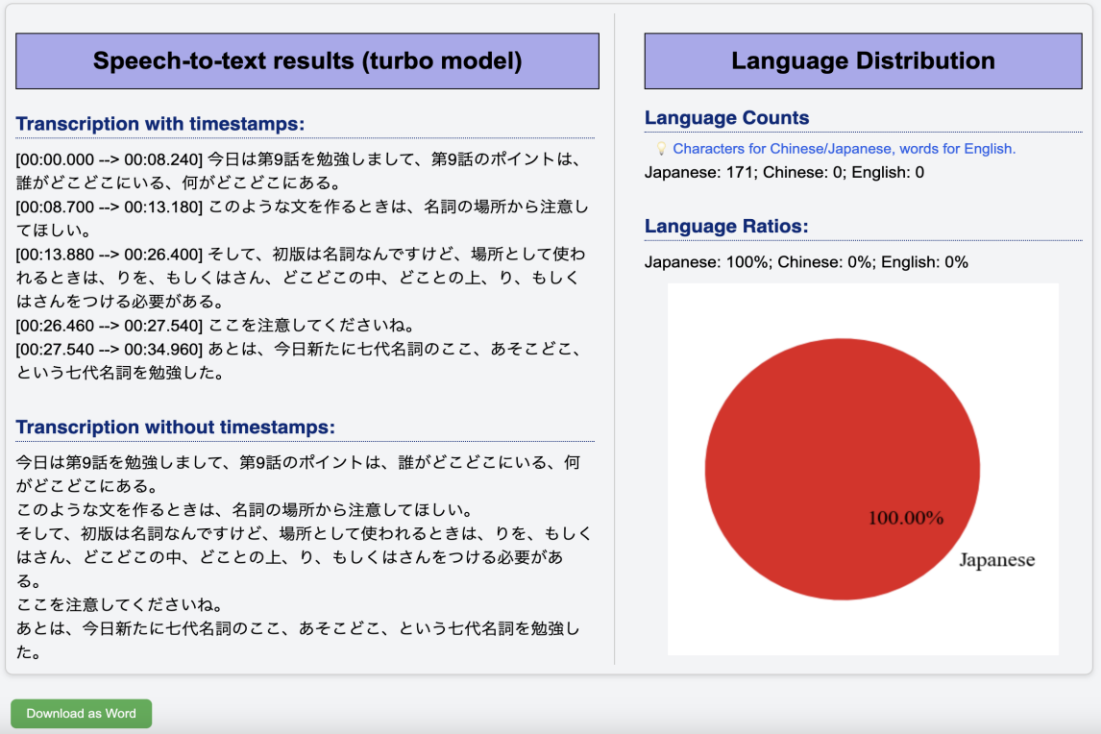 Speech-to-text results (turbo model)
Transcription with timestamps:
[00:00.000 --> 00:08.240] 今日は第9話を勉強しまして、第9話のポイントは、
誰がどこどこにいる、何がどこどこにある。
[00:08.700 --> 00:13.180] このような文を作るときは、名詞の場所から注意し
てほしい。
[00:13.880 --> 00:26.400] そして、初版は名詞なんですけど、場所として使わ
れるときは、りを、もしくはさん、どこどこの中、どことの上、り、もしく
はさんをつける必要がある。
[00:26.460 --> 00:27.540] ここを注意してくださいね。
[00:27.540 --> 00:34.960] あとは、今日新たに七代名詞のここ、あそこどこ、
という七代名詞を勉強した。
Transcription without timestamps:
今日は第9話を勉強しまして、第9話のポイントは、誰がどこどこにいる、何
がどこどこにある。
このような文を作るときは、名詞の場所から注意してほしい。
そして、初版は名詞なんですけど、場所として使われるときは、りを、もしく
はさん、どこどこの中、どことの上、り、もしくはさんをつける必要があ
る。
ここを注意してくださいね。
あとは、今日新たに七代名詞のここ、あそこどこ、という七代名詞を勉強し
た。
Download as Word
Language Distribution
Language Counts
Characters for Chinese/Japanese, words for English.
Japanese: 171; Chinese: 0; English: 0
Language Ratios:
Japanese: 100%; Chinese: 0%; English: 0%
100.00%
Japanese